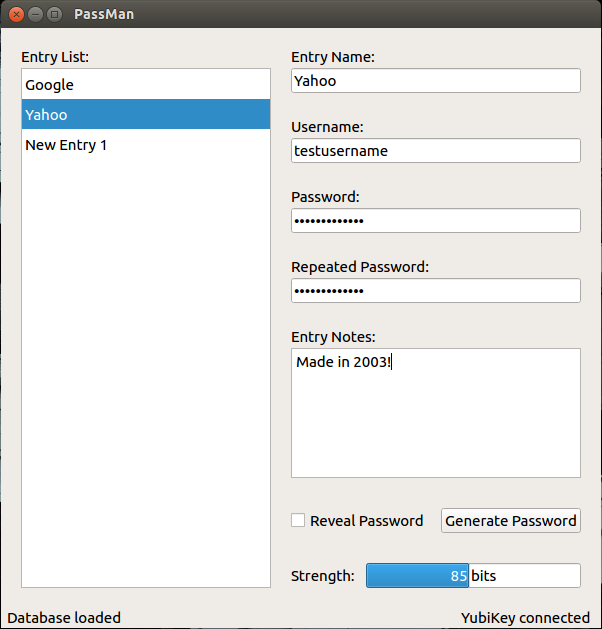 PassMan
Entry List:
Google
Yahoo
New Entry 1
Entry Name:
Yahoo
Username:
testusername
Password:
•••••••••••••
Repeated Password:
•••••••••••••
Entry Notes:
Made in 2003!
Reveal Password
Generate Password
Strength: 85 bits
Database loaded
YubiKey connected